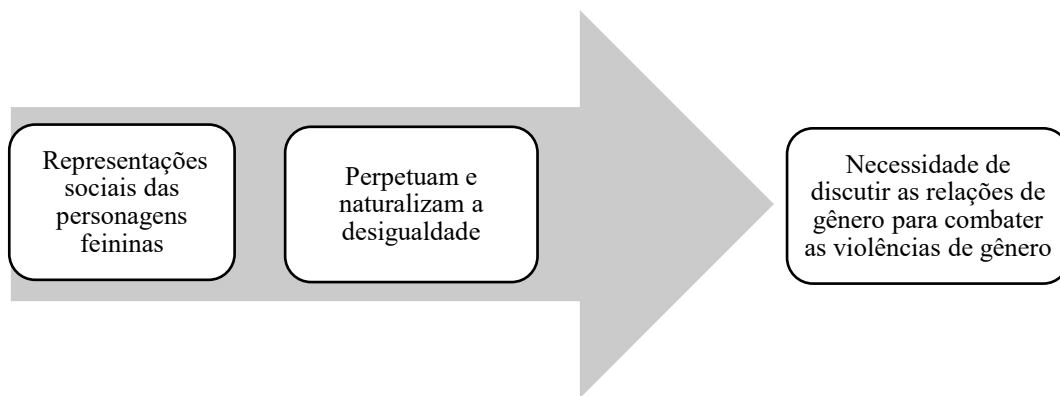 Representações
sociais das
personagens
feininas
Perpetuam e
naturalizam a
desigualdade
Necessidade de
discutir as relações de
gênero para combater
as violências de gênero